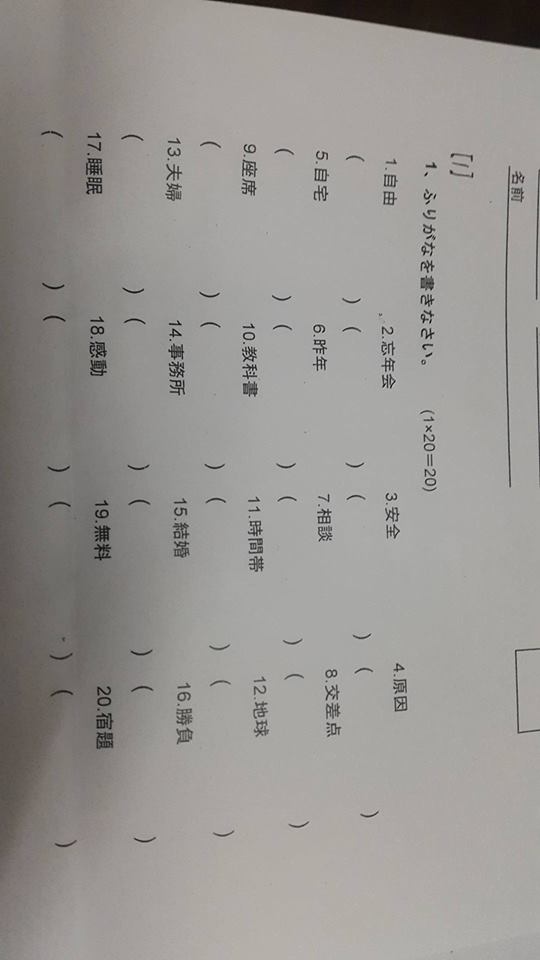 名前
[1]
1、ふりがなを書きなさい。 (1×20=20)
1.自由 2.忘年会 3.安全 4.原因
( ) ( ) ( ) ( )
5.自宅 6.昨年 7.相談 8.交差点
( ) ( ) ( ) ( )
9.座席 10.教科書 11.時間帯 12.地球
( ) ( ) ( ) ( )
13.夫婦 14.事務所 15.結婚 16.勝負
( ) ( ) ( ) ( )
17.睡眠 18.感動 19.無料 20.宿題
( ) ( ) ( ) ( )